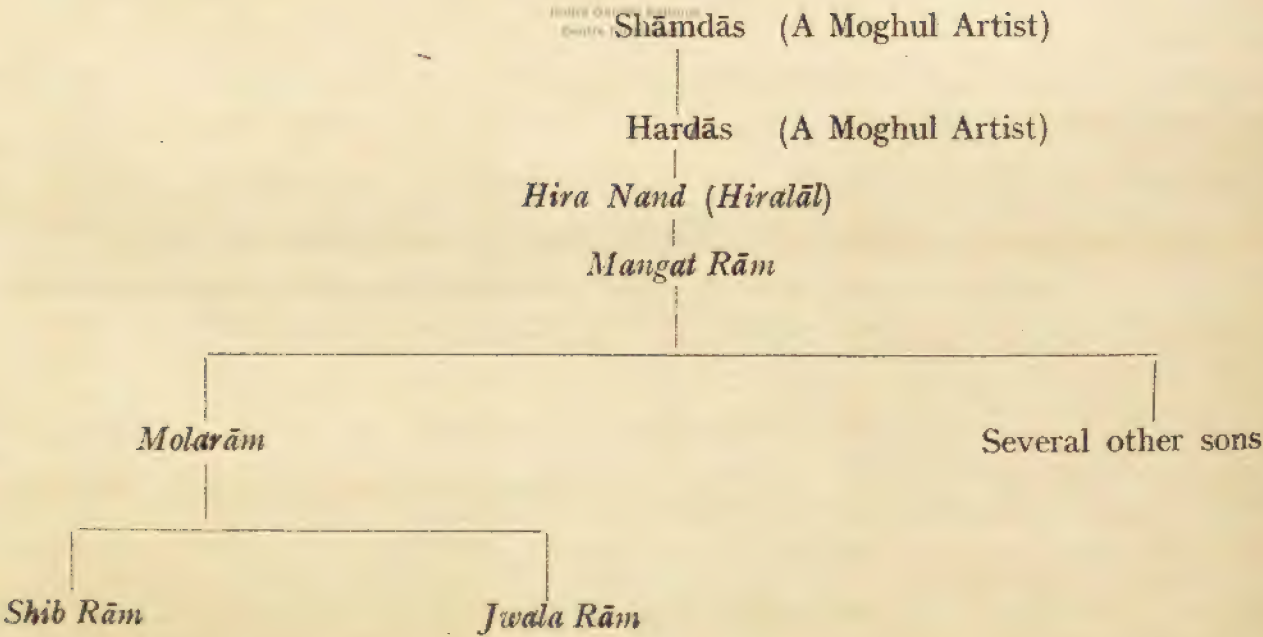 Shāmdās (A Moghul Artist)
Hardās (A Moghul Artist)
Hira Nand (Hiralāl)
Mangat Rām
Molarām Several other sons
Shib Rām Jwala Rām